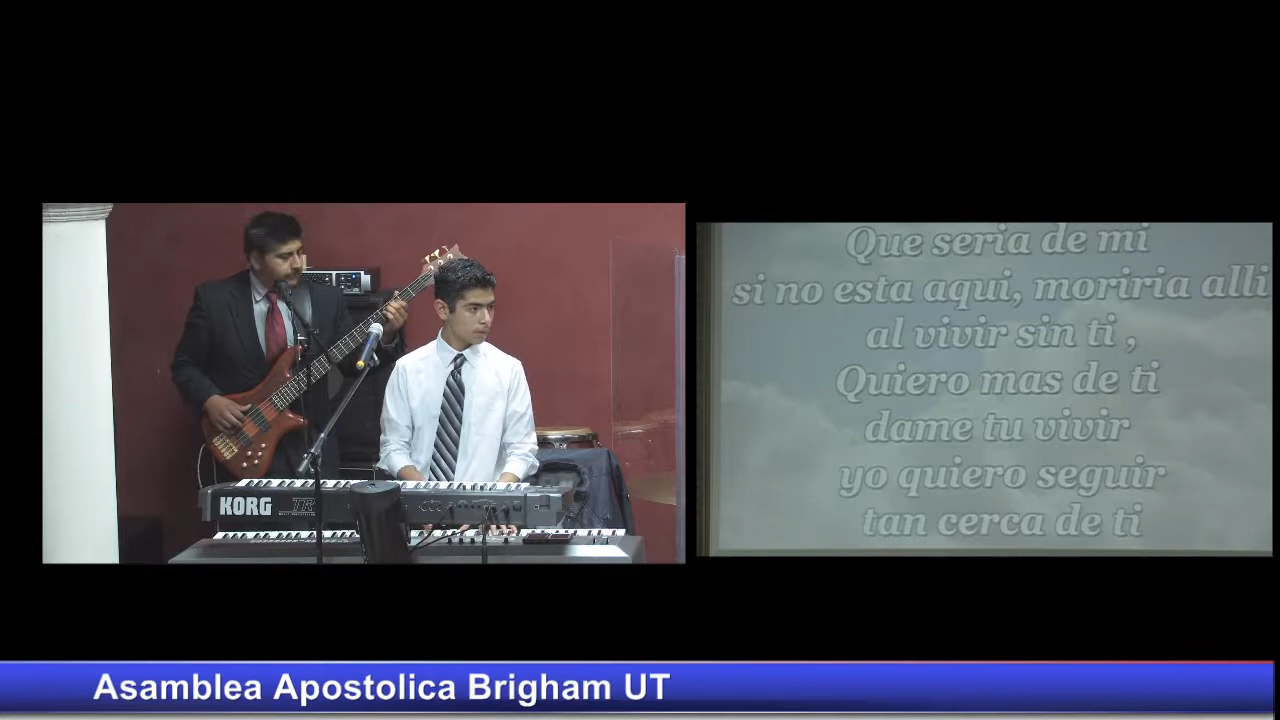 Que seria de mi
si no esta aqui, moriria alli
al vivir sin ti ,
Quiero mas de ti
dame tu vivir
yo quiero seguir
tan cerca de ti
KORG TR
Asamblea Apostolica Brigham UT